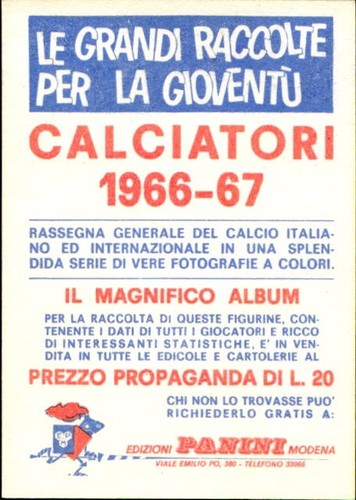 LE GRANDI RACCOLTE
PER LA GIOVENTÙ
CALCIATORI
1966-67
RASSEGNA GENERALE DEL CALCIO ITALIA-
NO ED INTERNAZIONALE IN UNA SPLEN-
DIDA SERIE DI VERE FOTOGRAFIE A COLORI.
IL MAGNIFICO ALBUM
PER LA RACCOLTA DI QUESTE FIGURINE, CON-
TENENTE I DATI DI TUTTI I GIOCATORI E RICCO
DI INTERESSANTI STATISTICHE, E' IN VEN-
DITA IN TUTTE LE EDICOLE E CARTOLERIE AL
PREZZO PROPAGANDA DI L. 20
CHI NON LO TROVASSE PUO'
RICHIEDERLO GRATIS A:
EDIZIONI PANINI MODENA
VIALE EMILIO PO, 380 - TELEFONO 33066